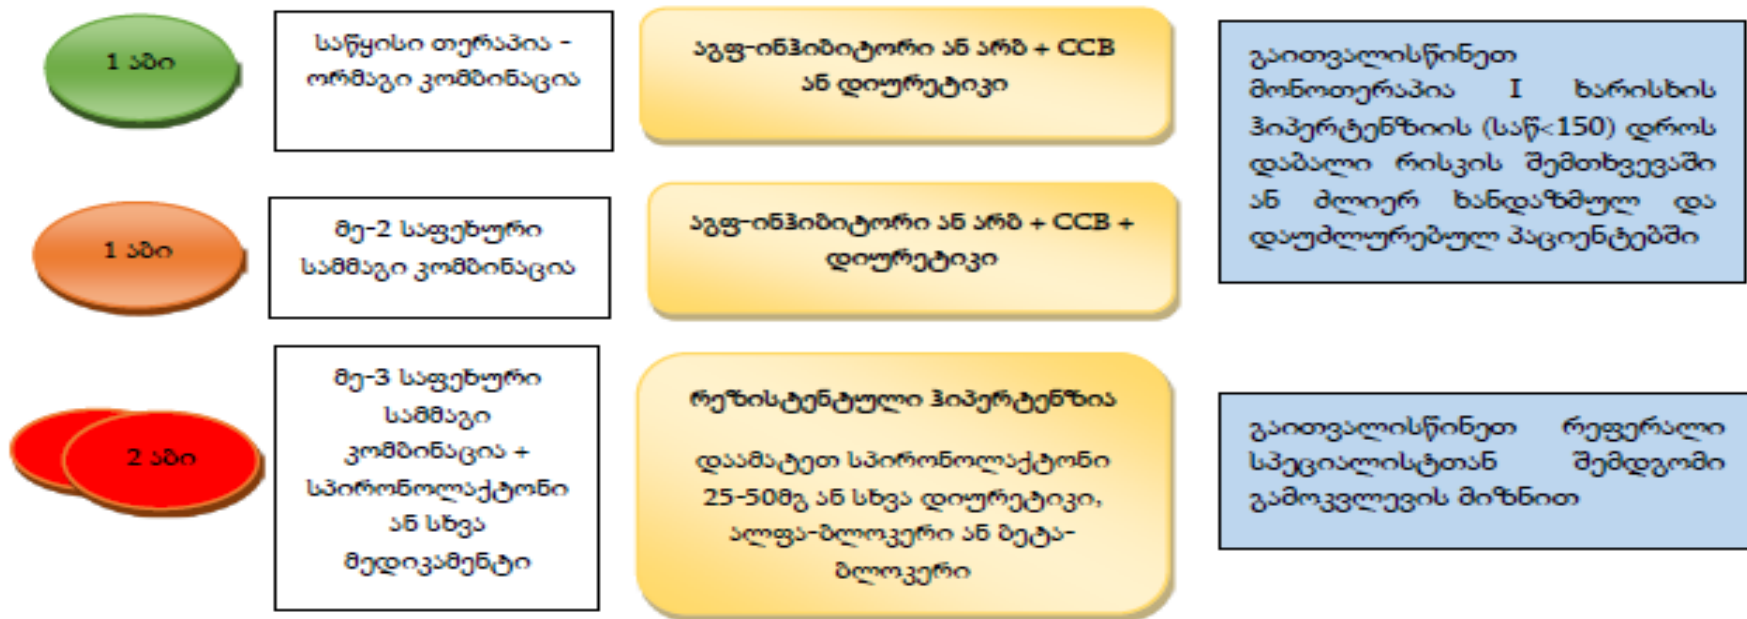 1 აბი
საწყისი თერაპია -
ორმაგი კომბინაცია
აგფ-ინჰიბიტორი ან არბ + CCB
ან დიურეტიკი
გაითვალისწინეთ
მონოთერაპია I ხარისხის
ჰიპერტენზიის (საწ<150) დროს
დაბალი რისკის შემთხვევაში
ან ძლიერ ხანდაზმულ და
დაუძლურებულ პაციენტებში
1 აბი
მე-2 საფეხური
სამმაგი კომბინაცია
აგფ-ინჰიბიტორი ან არბ + CCB +
დიურეტიკი
2 აბი
მე-3 საფეხური
სამმაგი
კომბინაცია +
სპირონოლაქტონი
ან სხვა
მედიკამენტი
რეზისტენტული ჰიპერტენზია
დაამატეთ სპირონოლაქტონი
25-50მგ ან სხვა დიურეტიკი,
ალფა-ბლოკერი ან ბეტა-
ბლოკერი
გაითვალისწინეთ რეფერალი
სპეციალისტთან შემდგომი
გამოკვლევის მიზნით